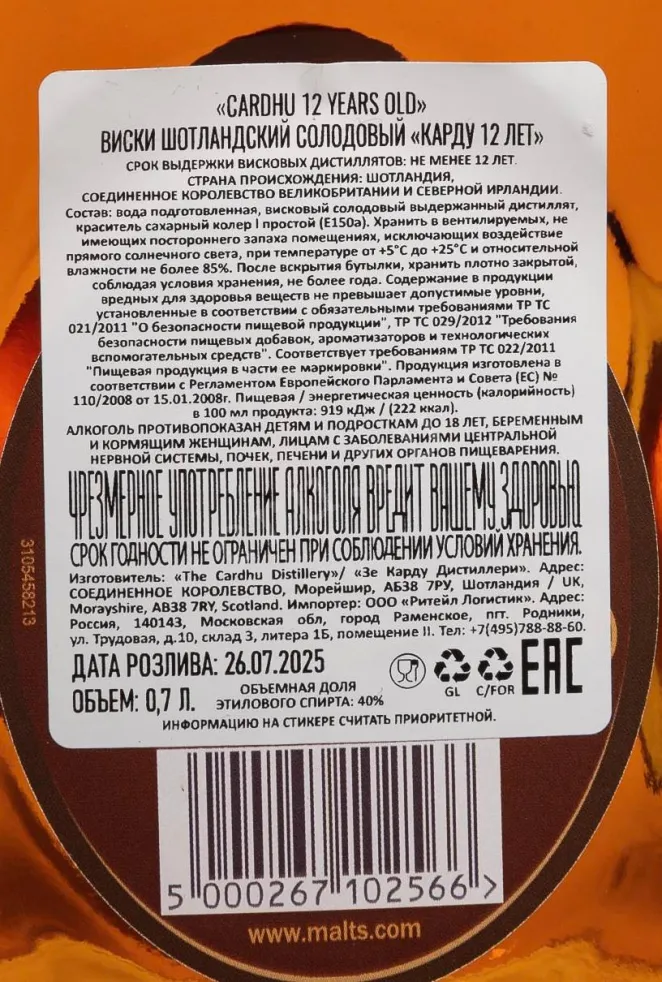 «CARDHU 12 YEARS OLD»
ВИСКИ ШОТЛАНДСКИЙ СОЛОДОВЫЙ «КАРДУ 12 ЛЕТ»
СРОК ВЫДЕРЖКИ ВИСКОВЫХ ДИСТИЛЛЯТОВ: НЕ МЕНЕЕ 12 ЛЕТ.
СТРАНА ПРОИСХОЖДЕНИЯ: ШОТЛАНДИЯ,
СОЕДИНЕННОЕ КОРОЛЕВСТВО ВЕЛИКОБРИТАНИИ И СЕВЕРНОЙ ИРЛАНДИИ.
Состав: вода подготовленная, висковый солодовый выдержанный дистиллят,
краситель сахарный колер I простой (Е150а). Хранить в вентилируемых, не
имеющих постороннего запаха помещениях, исключающих воздействие
прямого солнечного света, при температуре от +5°С до +25°С и относительной
влажности не более 85%. После вскрытия бутылки, хранить плотно закрытой,
соблюдая условия хранения, не более года. Содержание в продукции
вредных для здоровья веществ не превышает допустимые уровни,
установленные в соответствии с обязательными требованиями ТР ТС
021/2011 "О безопасности пищевой продукции", ТР ТС 029/2012 "Требования
безопасности пищевых добавок, ароматизаторов и технологических
вспомогательных средств". Соответствует требованиям ТР ТС 022/2011
"Пищевая продукция в части ее маркировки". Продукция изготовлена в
соответствии с Регламентом Европейского Парламента и Совета (ЕС) №
110/2008 от 15.01.2008г. Пищевая / энергетическая ценность (калорийность)
в 100 мл продукта: 919 кДж / (222 ккал).
АЛКОГОЛЬ ПРОТИВОПОКАЗАН ДЕТЯМ И ПОДРОСТКАМ ДО 18 ЛЕТ, БЕРЕМЕННЫМ
И КОРМЯЩИМ ЖЕНЩИНАМ, ЛИЦАМ С ЗАБОЛЕВАНИЯМИ ЦЕНТРАЛЬНОЙ
НЕРВНОЙ СИСТЕМЫ, ПОЧЕК, ПЕЧЕНИ И ДРУГИХ ОРГАНОВ ПИЩЕВАРЕНИЯ.
ЧРЕЗМЕРНОЕ УПОТРЕБЛЕНИЕ АЛКОГОЛЯ ВРЕДИТ ВАШЕМУ ЗДОРОВЬЮ
СРОК ГОДНОСТИ НЕ ОГРАНИЧЕН ПРИ СОБЛЮДЕНИИ УСЛОВИЙ ХРАНЕНИЯ.
Изготовитель: «The Cardhu Distillery»/ «Зе Карду Дистиллери». Адрес:
СОЕДИНЕННОЕ КОРОЛЕВСТВО, Морейшир, АБ38 7РУ, Шотландия / UK,
Morayshire, AB38 7RY, Scotland. Импортер: ООО «Ритейл Логистик». Адрес:
Россия, 140143, Московская обл, город Раменское, пгт. Родники,
ул. Трудовая, д.10, склад 3, литера 1Б, помещение II. Тел: +7(495)788-88-60.
ДАТА РОЗЛИВА: 26.07.2025
ОБЪЕМ: 0,7 Л.
ОБЪЕМНАЯ ДОЛЯ
ЭТИЛОВОГО СПИРТА: 40%
GL
C/FOR
EAC
ИНФОРМАЦИЮ НА СТИКЕРЕ СЧИТАТЬ ПРИОРИТЕТНОЙ.
3105458213
5 000267 102566 >
www.malts.com